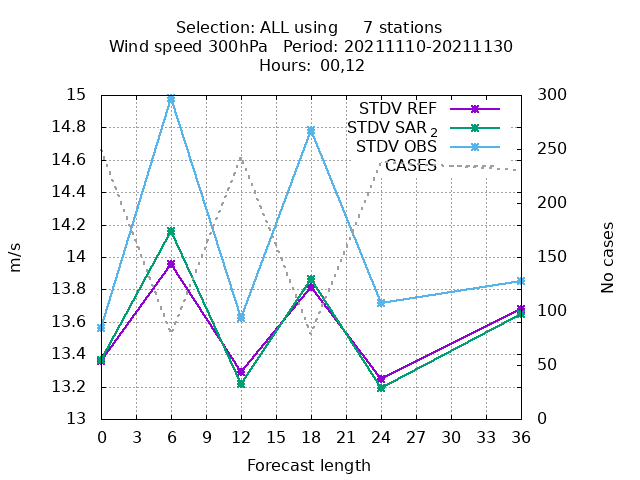 Selection: ALL using     7 stations
Wind speed 300hPa   Period: 20211110-20211130
Hours: 00,12
STDV REF
STDV SAR 2
STDV OBS
CASES
15
14.8
14.6
14.4
14.2
14
13.8
13.6
13.4
13.2
13
m/s
300
250
200
150
100
50
0
No cases
0 3 6 9 12 15 18 21 24 27 30 33 36
Forecast length